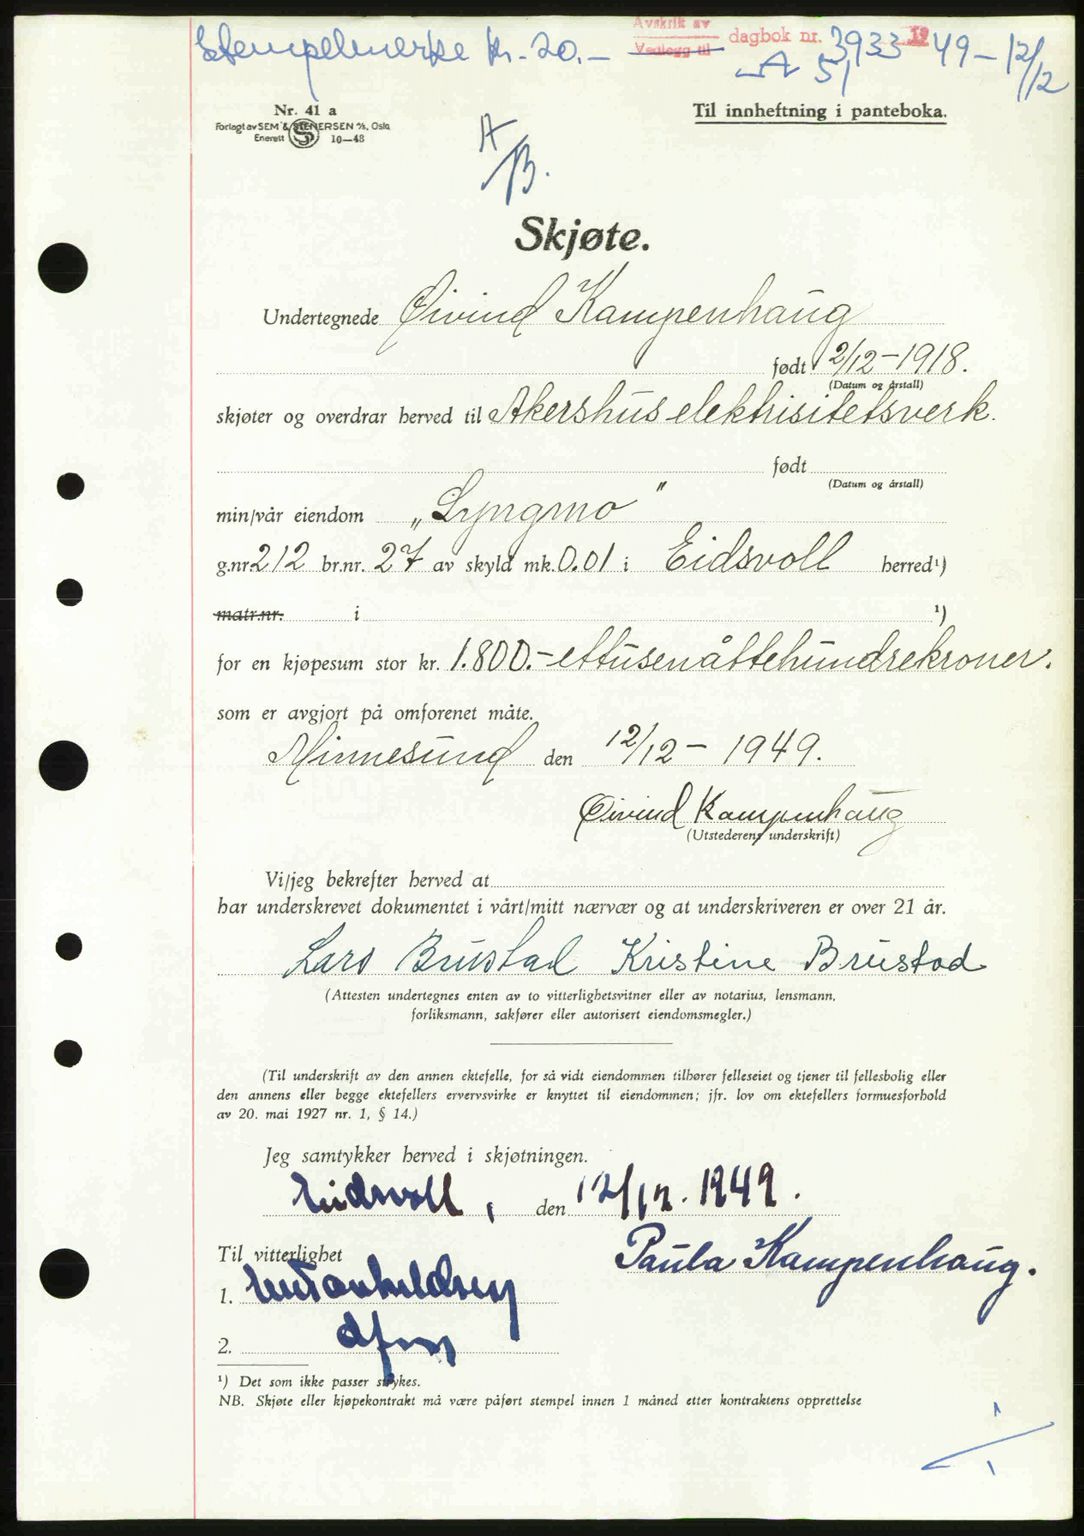 Stempelmerke kr. 20.-
Avskrik av
Vedlegg til dagbok nr. 3933 19 49 - 12/12
A 51
Nr. 41 a
Forlagt av SEM & STENERSEN A/S, Oslo
Enerett S 10-48
Til innheftning i panteboka.
A/B.
Skjøte.
Undertegnede Øivind Kampenhaug
født 2/12-1918.
(Datum og årstall)
skjøter og overdrar herved til Akershus elektrisitetsverk.
født
(Datum og årstall)
min/vår eiendom „Lyngmo”
g.nr. 212 br.nr. 27 av skyld mk. 0.01 i Eidsvoll herred¹)
matr.nr. i ¹)
for en kjøpesum stor kr. 1.800.- ettusenåttehundrekroner.
som er avgjort på omforenet måte.
Minnesund den 12/12 - 1949.
Øivind Kampenhaug
(Utstederens underskrift)
Vi/jeg bekrefter herved at
har underskrevet dokumentet i vårt/mitt nærvær og at underskriveren er over 21 år.
Lars Brustad Kristine Brustad
(Attesten undertegnes enten av to vitterlighetsvitner eller av notarius, lensmann,
forliksmann, sakfører eller autorisert eiendomsmegler.)
(Til underskrift av den annen ektefelle, for så vidt eiendommen tilhører felleseiet og tjener til fellesbolig eller
den annens eller begge ektefellers ervervsvirke er knyttet til eiendommen; jfr. lov om ektefellers formuesforhold
av 20. mai 1927 nr. 1, § 14.)
Jeg samtykker herved i skjøtningen.
Eidsvoll, den 12/12. 1949.
Til vitterlighet
Paula Kampenhaug.
1.
2.
¹) Det som ikke passer strykes.
NB. Skjøte eller kjøpekontrakt må være påført stempel innen 1 måned etter kontraktens opprettelse